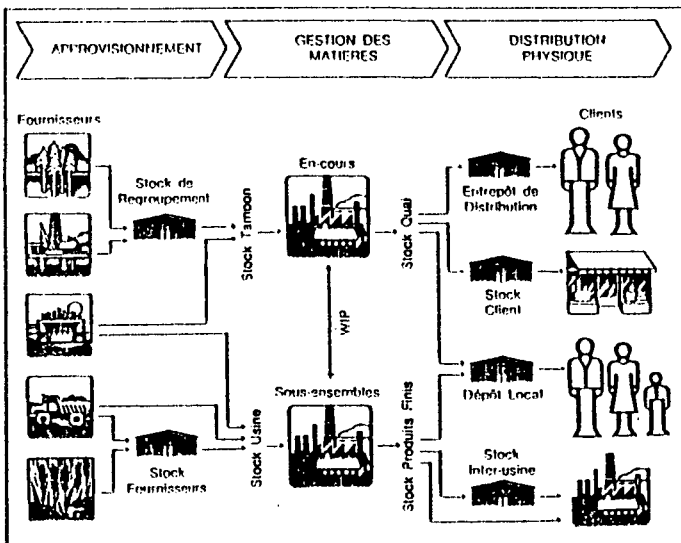 APPROVISIONNEMENT
GESTION DES
MATIÈRES
DISTRIBUTION
PHYSIQUE
Fournisseurs
Clients
En-cours
Stock de
Regroupement
Stock Tampon
Stock Quai
Entrepôt de
Distribution
Stock
Client
WIP
Sous-ensembles
Dépôt Local
Stock Usine
Stock Produits Finis
Stock
Fournisseurs
Stock
Inter-usine